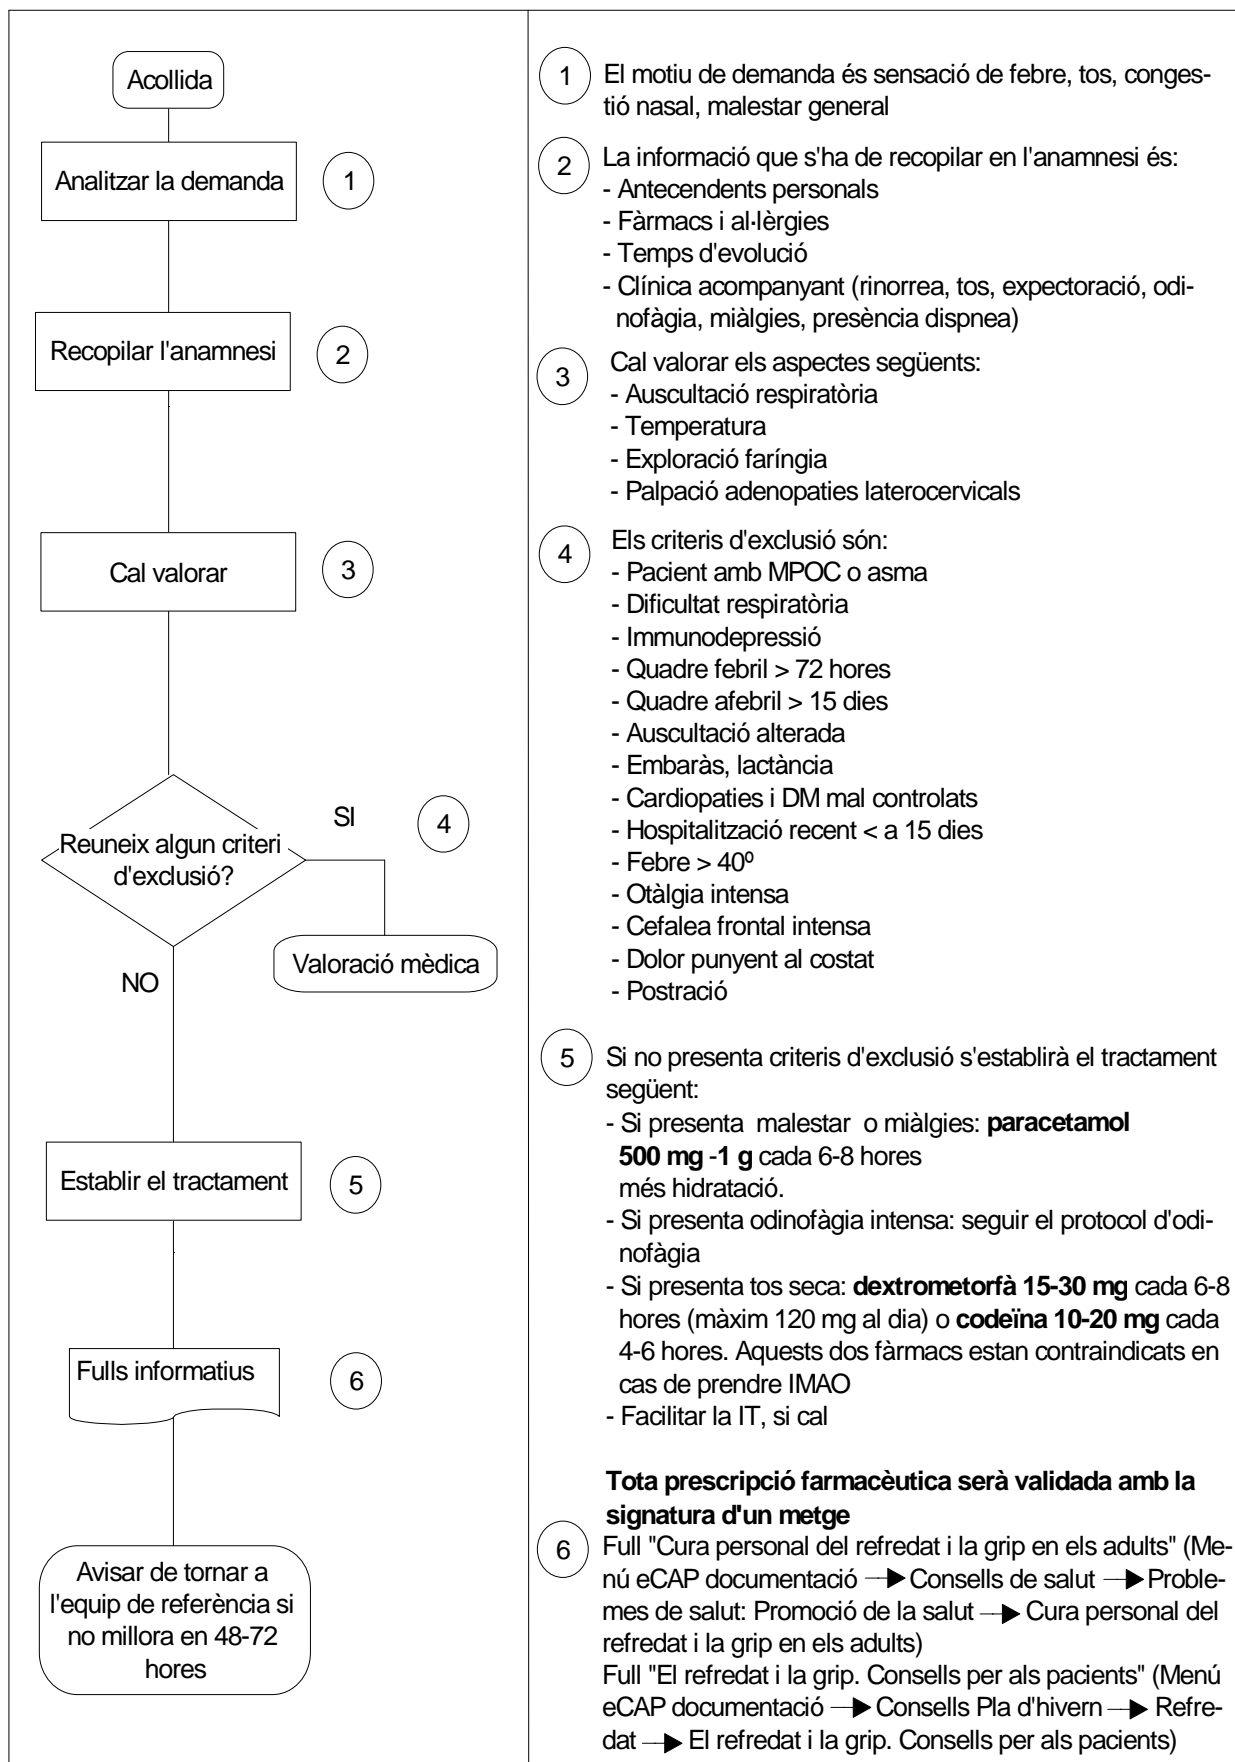 Acollida
Analitzar la demanda
1
Recopilar l'anamnesi
2
Cal valorar
3
Reuneix algun criteri
d'exclusió?
SI
4
Valoració mèdica
NO
Establir el tractament
5
Fulls informatius
6
Avisar de tornar a
l'equip de referència si
no millora en 48-72
hores
1
El motiu de demanda és sensació de febre, tos, conges-
tió nasal, malestar general
2
La informació que s'ha de recopilar en l'anamnesi és:
- Antecendents personals
- Fàrmacs i al·lèrgies
- Temps d'evolució
- Clínica acompanyant (rinorrea, tos, expectoració, odi-
nofàgia, miàlgies, presència dispnea)
3
Cal valorar els aspectes següents:
- Auscultació respiratòria
- Temperatura
- Exploració faríngia
- Palpació adenopaties laterocervicals
4
Els criteris d'exclusió són:
- Pacient amb MPOC o asma
- Dificultat respiratòria
- Immunodepressió
- Quadre febril > 72 hores
- Quadre afebril > 15 dies
- Auscultació alterada
- Embaràs, lactància
- Cardiopaties i DM mal controlats
- Hospitalització recent < a 15 dies
- Febre > 40º
- Otàlgia intensa
- Cefalea frontal intensa
- Dolor punyent al costat
- Postració
5
Si no presenta criteris d'exclusió s'establirà el tractament
següent:
- Si presenta malestar o miàlgies: paracetamol
500 mg -1 g cada 6-8 hores
més hidratació.
- Si presenta odinofàgia intensa: seguir el protocol d'odi-
nofàgia
- Si presenta tos seca: dextrometorfà 15-30 mg cada 6-8
hores (màxim 120 mg al dia) o codeïna 10-20 mg cada
4-6 hores. Aquests dos fàrmacs estan contraindicats en
cas de prendre IMAO
- Facilitar la IT, si cal
Tota prescripció farmacèutica serà validada amb la
signatura d'un metge
6
Full "Cura personal del refredat i la grip en els adults" (Me-
nú eCAP documentació → Consells de salut → Proble-
mes de salut: Promoció de la salut → Cura personal del
refredat i la grip en els adults)
Full "El refredat i la grip. Consells per als pacients" (Menú
eCAP documentació → Consells Pla d'hivern → Refre-
dat → El refredat i la grip. Consells per als pacients)